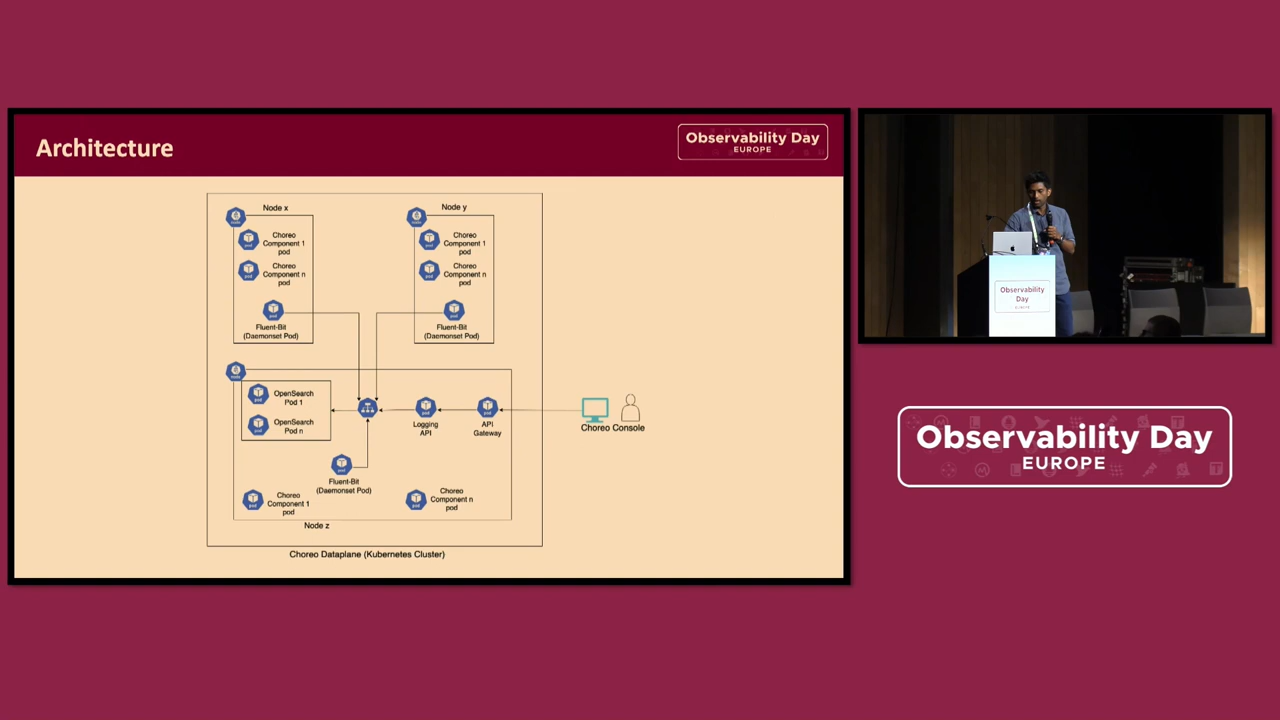 Architecture
Observability Day
EUROPE
Node x
Node y
Choreo
Component 1
pod
Choreo
Component n
pod
Fluent-Bit
(Daemonset Pod)
Choreo
Component 1
pod
Choreo
Component n
pod
Fluent-Bit
(Daemonset Pod)
OpenSearch
Pod 1
OpenSearch
Pod n
Logging
API
API
Gateway
Choreo Console
Fluent-Bit
(Daemonset Pod)
Choreo
Component 1
pod
Choreo
Component n
pod
Node z
Choreo Dataplane (Kubernetes Cluster)
Observability
Day
Observability Day
EUROPE